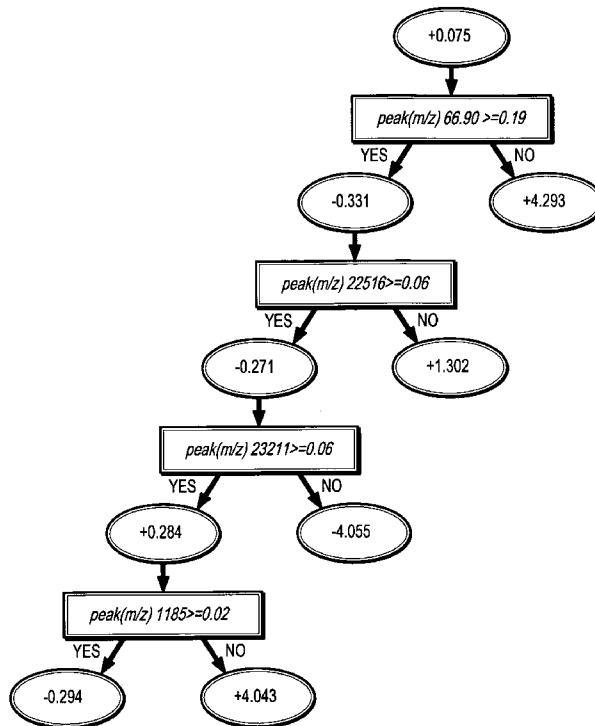 +0.075
peak(m/z) 66.90 >=0.19
YES
NO
-0.331
+4.293
peak(m/z) 22516>=0.06
YES
NO
-0.271
+1.302
peak(m/z) 23211>=0.06
YES
NO
+0.284
-4.055
peak(m/z) 1185>=0.02
YES
NO
-0.294
+4.043